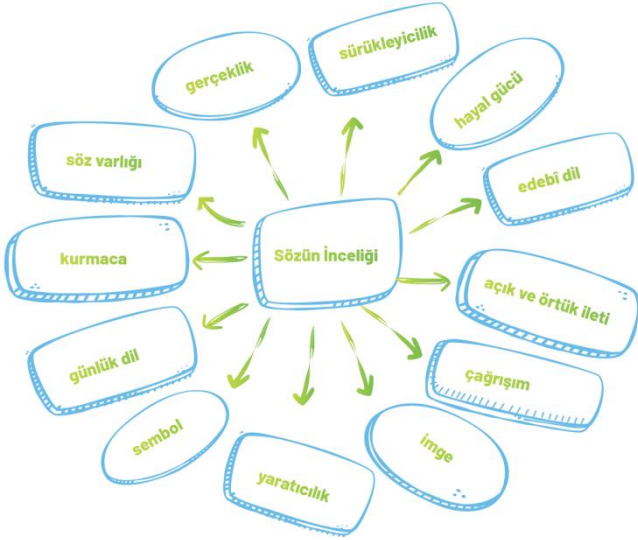 sürükleyicilik
gerçeklik
hayal gücü
söz varlığı
edebî dil
Sözün İnceliği
kurmaca
açık ve örtük ileti
günlük dil
çağrışım
sembol
imge
yaratıcılık